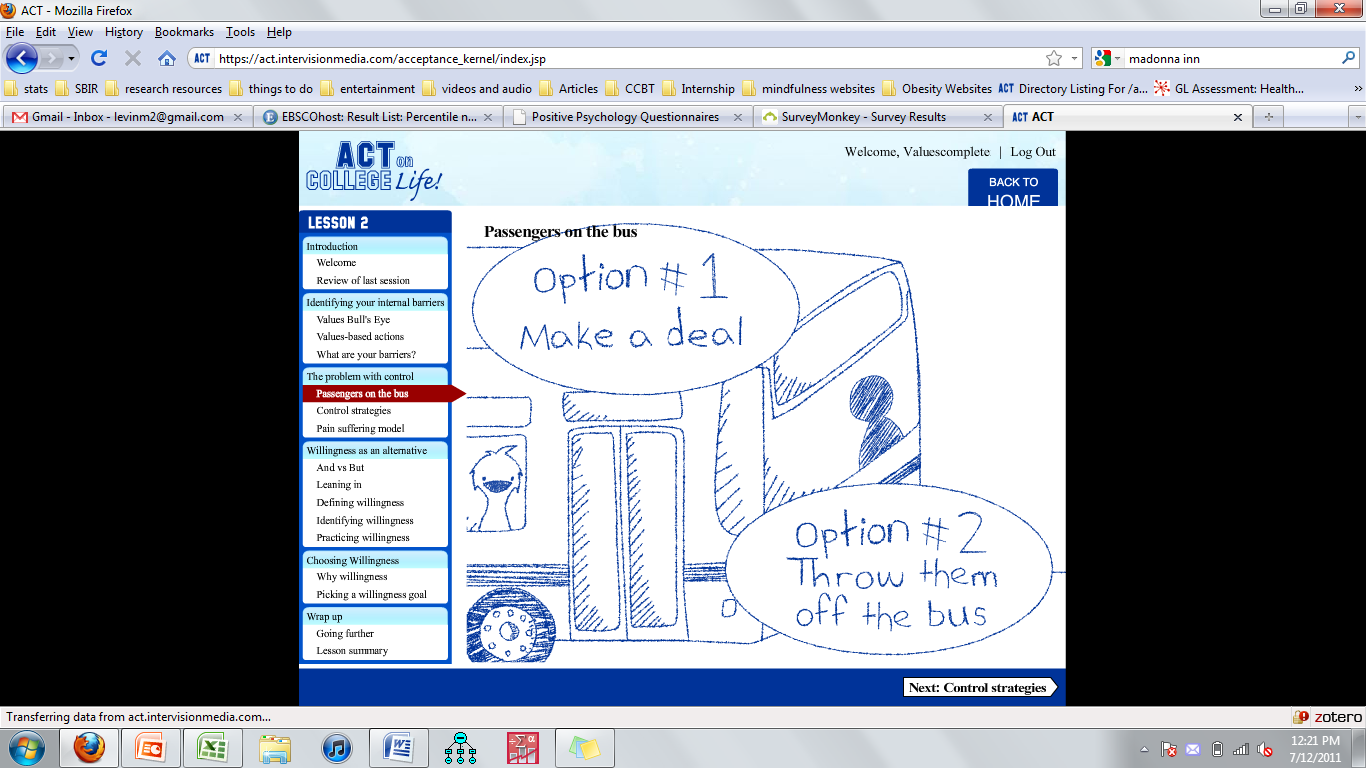 ACT - Mozilla Firefox
File Edit View History Bookmarks Tools Help
ACT https://act.intervisionmedia.com/acceptance_kernel/index.jsp
madonna inn
stats SBIR research resources things to do entertainment videos and audio Articles CCBT Internship mindfulness websites Obesity Websites ACT Directory Listing For /a... GL Assessment: Health... »
Gmail - Inbox - levinm2@gmail.com EBSCOhost: Result List: Percentile n... Positive Psychology Questionnaires SurveyMonkey - Survey Results ACT ACT
ACT on
COLLEGE Life!
Welcome, Valuescomplete | Log Out
BACK TO
HOME
LESSON 2
Introduction
Welcome
Review of last session
Identifying your internal barriers
Values Bull's Eye
Values-based actions
What are your barriers?
The problem with control
Passengers on the bus
Control strategies
Pain suffering model
Willingness as an alternative
And vs But
Leaning in
Defining willingness
Identifying willingness
Practicing willingness
Choosing Willingness
Why willingness
Picking a willingness goal
Wrap up
Going further
Lesson summary
Passengers on the bus
Option # 1
Make a deal
Option # 2
Throw them
off the bus
Next: Control strategies
Transferring data from act.intervisionmedia.com...
zotero
12:21 PM
7/12/2011